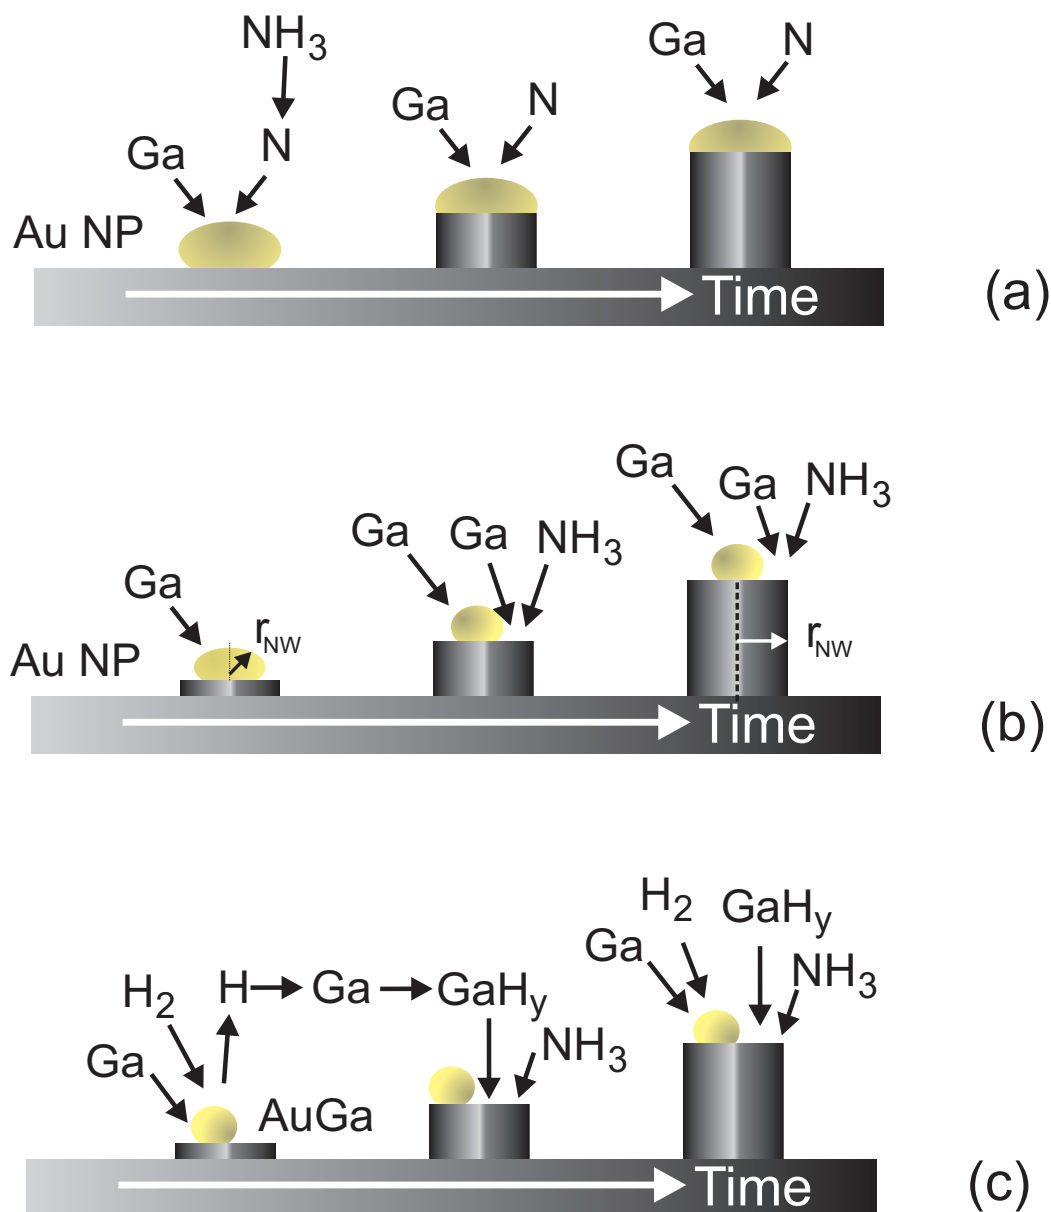 NH3
Ga N
Ga N
Ga N
Au NP
Time
(a)
Ga
Ga Ga NH3
Ga Ga NH3
Au NP
rNW
rNW
Time
(b)
H2 H Ga GaHy
Ga
AuGa
NH3
H2 GaHy
Ga
NH3
Time
(c)